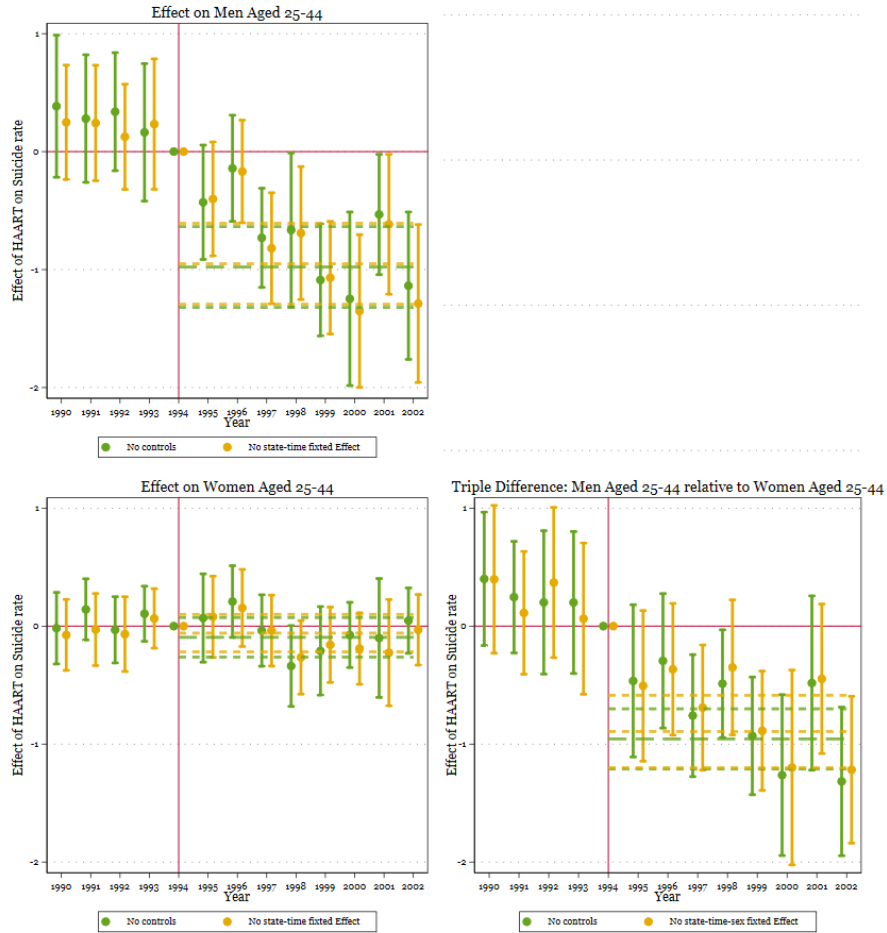 Effect on Men Aged 25-44
Effect of HAART on Suicide rate
1
0
-1
-2
1990 1991 1992 1993 1994 1995 1996 1997 1998 1999 2000 2001 2002
Year
No controls No state-time fixted Effect
Effect on Women Aged 25-44
Effect of HAART on Suicide rate
1
0
-1
-2
1990 1991 1992 1993 1994 1995 1996 1997 1998 1999 2000 2001 2002
Year
No controls No state-time fixted Effect
Triple Difference: Men Aged 25-44 relative to Women Aged 25-44
Effect of HAART on Suicide rate
1
0
-1
-2
1990 1991 1992 1993 1994 1995 1996 1997 1998 1999 2000 2001 2002
Year
No controls No state-time-sex fixted Effect